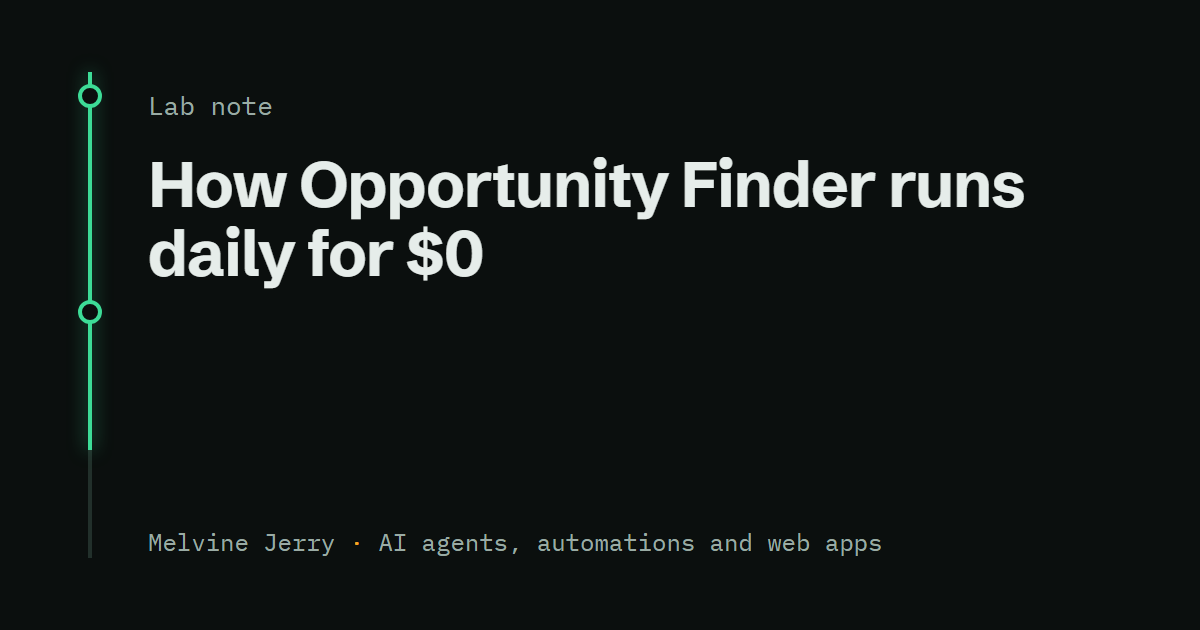 Lab note
How Opportunity Finder runs
daily for $0
Melvine Jerry · AI agents, automations and web apps